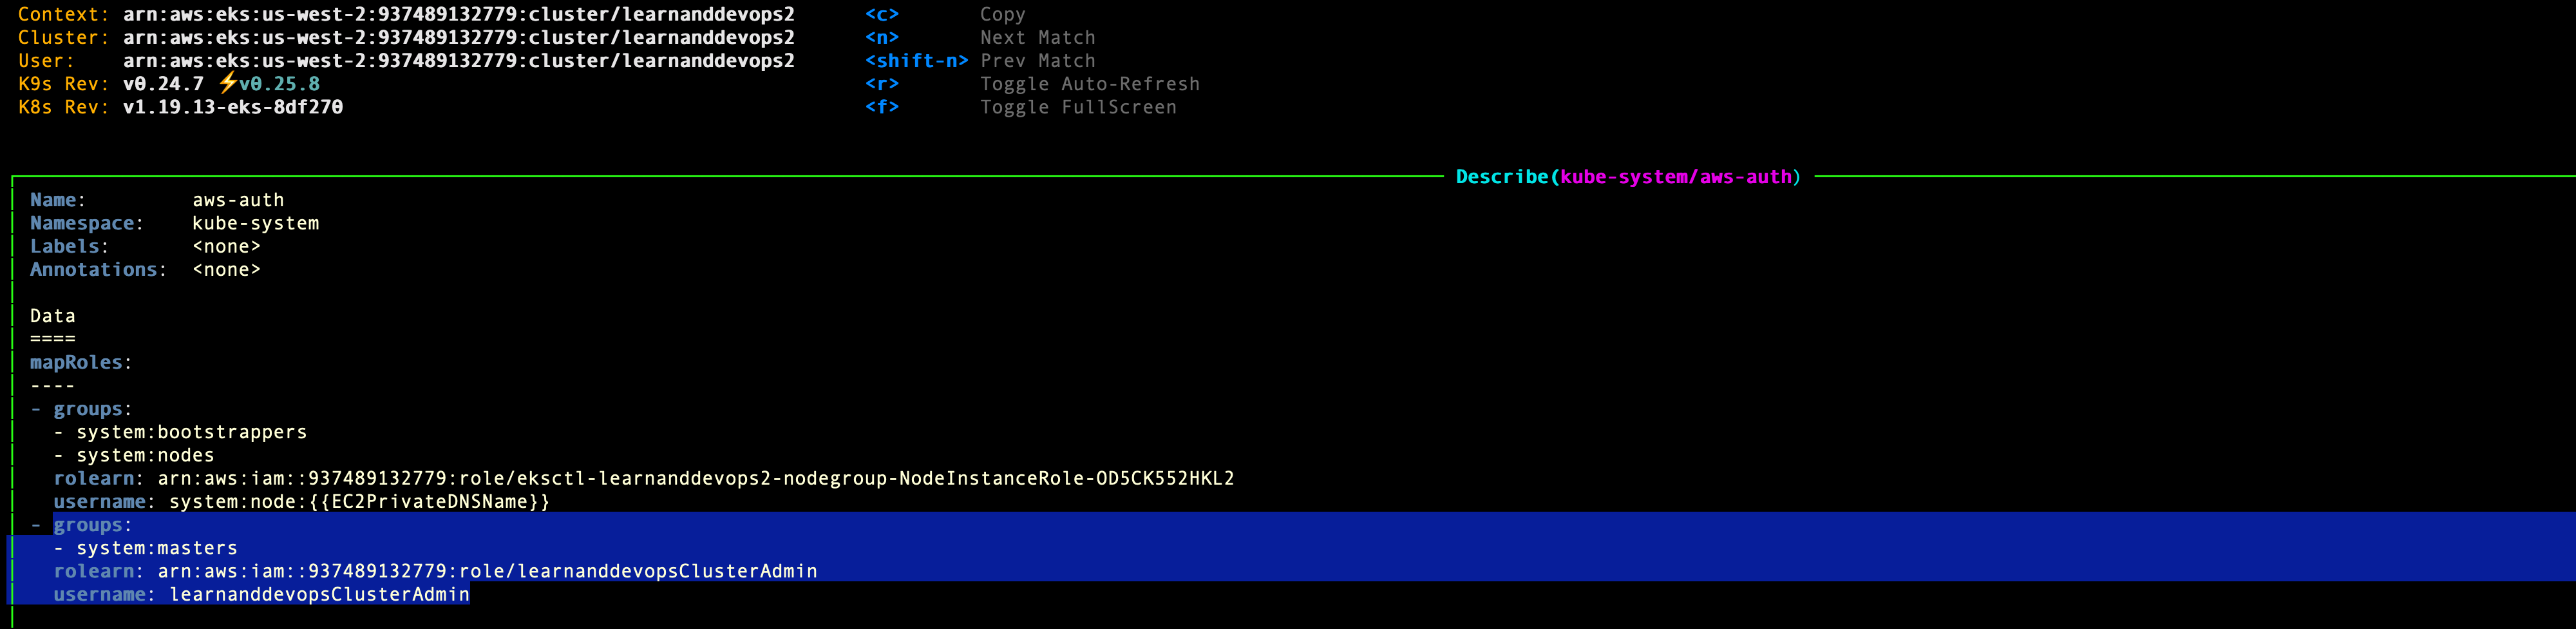 Context: arn:aws:eks:us-west-2:937489132779:cluster/learnanddevops2 <c> Copy
Cluster: arn:aws:eks:us-west-2:937489132779:cluster/learnanddevops2 <n> Next Match
User: arn:aws:eks:us-west-2:937489132779:cluster/learnanddevops2 <shift-n> Prev Match
K9s Rev: v0.24.7 ⚡v0.25.8 <r> Toggle Auto-Refresh
K8s Rev: v1.19.13-eks-8df270 <f> Toggle FullScreen
Describe(kube-system/aws-auth)
Name: aws-auth
Namespace: kube-system
Labels: <none>
Annotations: <none>
Data
====
mapRoles:
----
- groups:
- system:bootstrappers
- system:nodes
rolearn: arn:aws:iam::937489132779:role/eksctl-learnanddevops2-nodegroup-NodeInstanceRole-OD5CK552HKL2
username: system:node:{{EC2PrivateDNSName}}
- groups:
- system:masters
rolearn: arn:aws:iam::937489132779:role/learnanddevopsClusterAdmin
username: learnanddevopsClusterAdmin